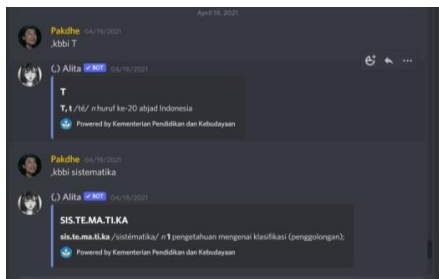 April 19, 2021
Pakdhe 04/19/2021
,kbbi T
(,) Alita BOT 04/19/2021
T
T, t /té/ n huruf ke-20 abjad Indonesia
Powered by Kementerian Pendidikan dan Kebudayaan
Pakdhe 04/19/2021
,kbbi sistematika
(,) Alita BOT 04/19/2021
SIS.TE.MA.TI.KA
sis.te.ma.ti.ka /sistématika/ n 1 pengetahuan mengenai klasifikasi (penggolongan);
Powered by Kementerian Pendidikan dan Kebudayaan